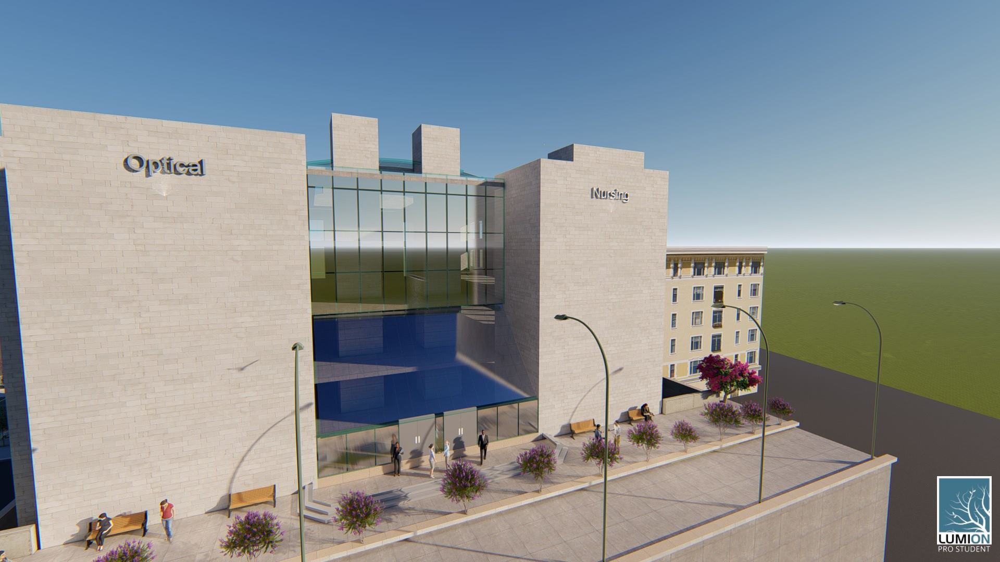 Optical
Nursing
LUMION
PRO STUDENT